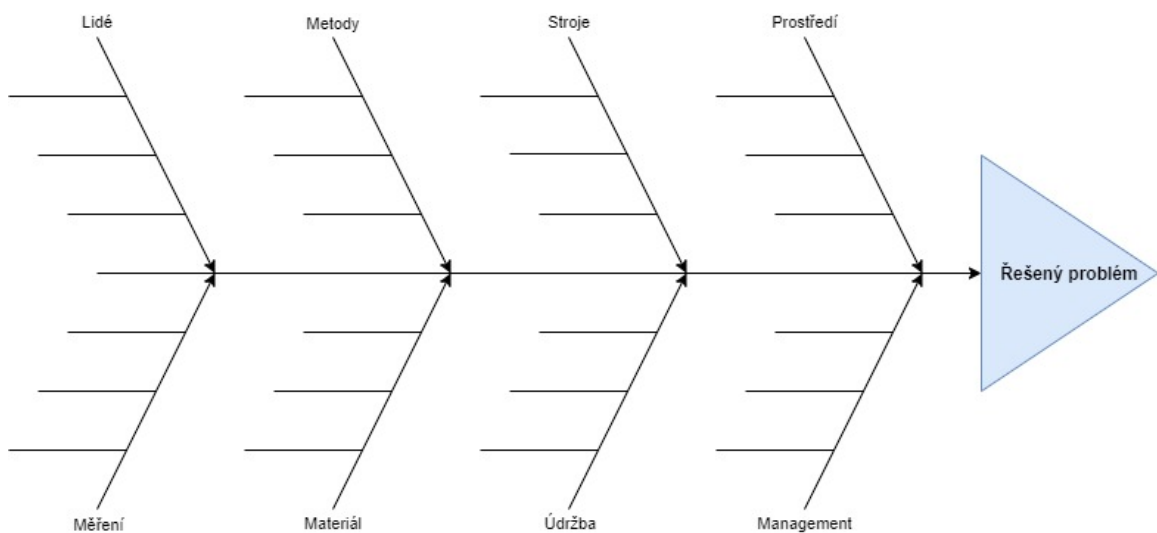 Lidé
Metody
Stroje
Prostředí
Řešený problém
Měření
Materiál
Údržba
Management